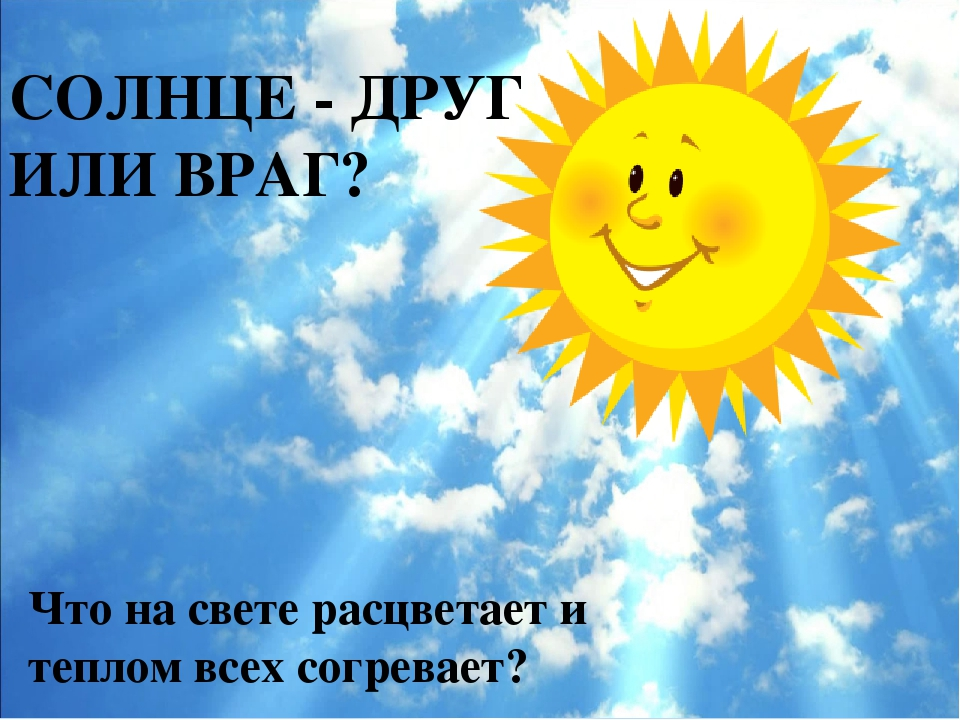 СОЛНЦЕ - ДРУГ
ИЛИ ВРАГ?
Что на свете расцветает и
теплом всех согревает?